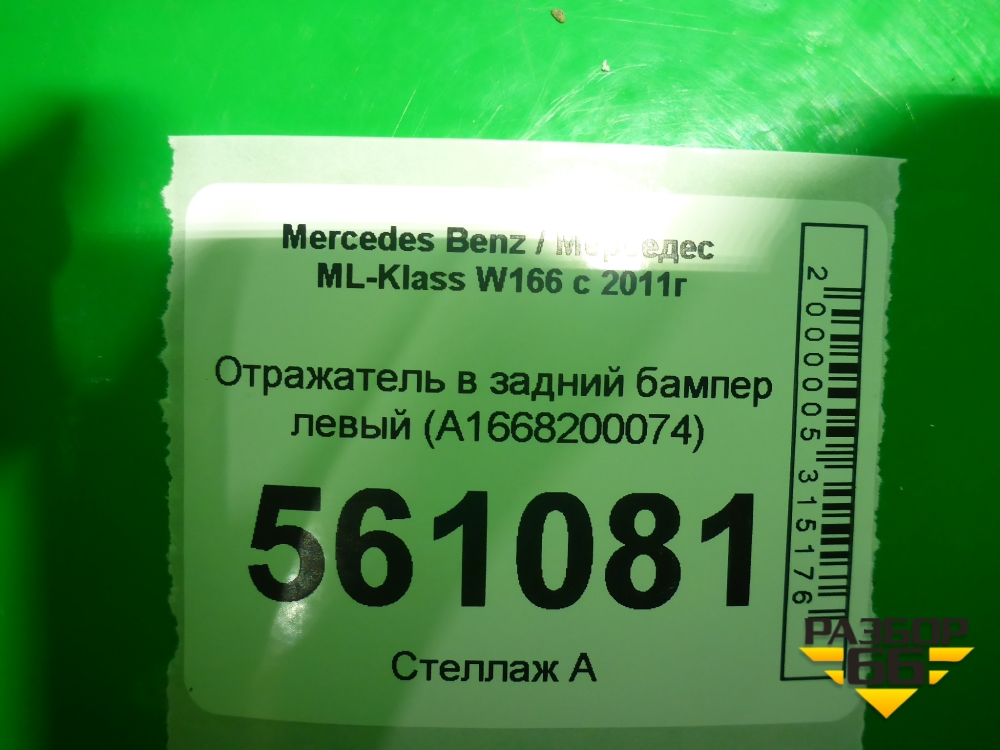 Mercedes Benz / Мерседес
ML-Klass W166 с 2011г
Отражатель в задний бампер
левый (A1668200074)
561081
Стеллаж А
2000005315176
РАЗБОР
66